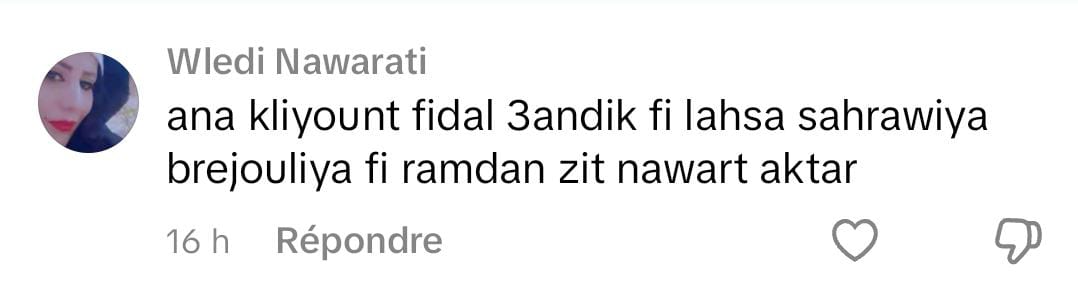 Wledi Nawarati
ana kliyount fidal 3andik fi lahsa sahrawiya
brejouliya fi ramdan zit nawart aktar
16 h Répondre